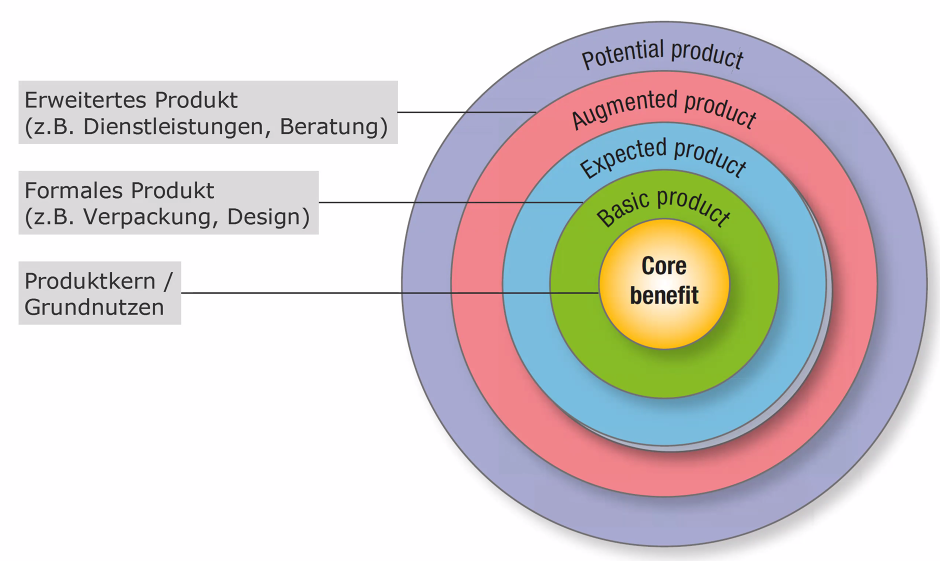 Potential product
Erweitertes Produkt
(z.B. Dienstleistungen, Beratung)
Augmented product
Expected product
Formales Produkt
(z.B. Verpackung, Design)
Basic product
Core
benefit
Produktkern /
Grundnutzen